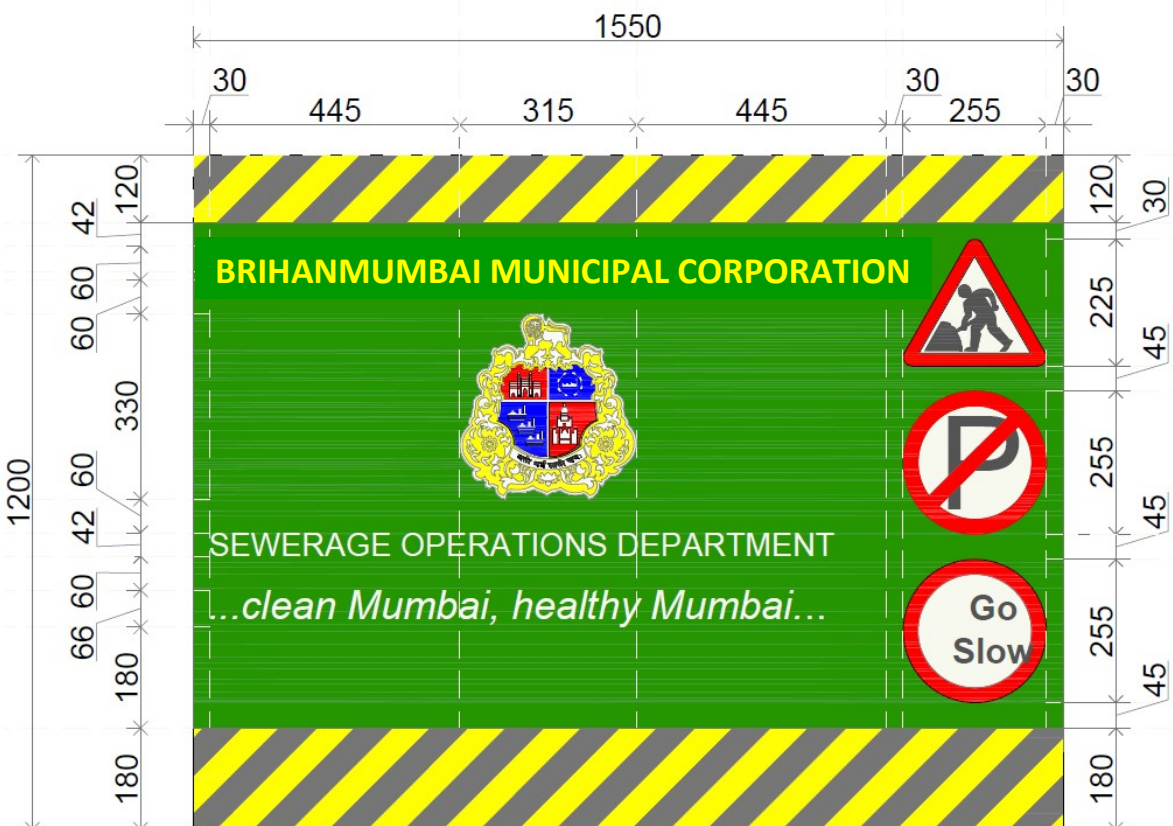 1550
30 30 30
445 315 445 255
120
42
60
60
330
60
42
60
66
180
180
1200
BRIHANMUMBAI MUNICIPAL CORPORATION
SEWERAGE OPERATIONS DEPARTMENT
...clean Mumbai, healthy Mumbai...
P
Go
Slow
120
30
225
45
255
45
255
45
180